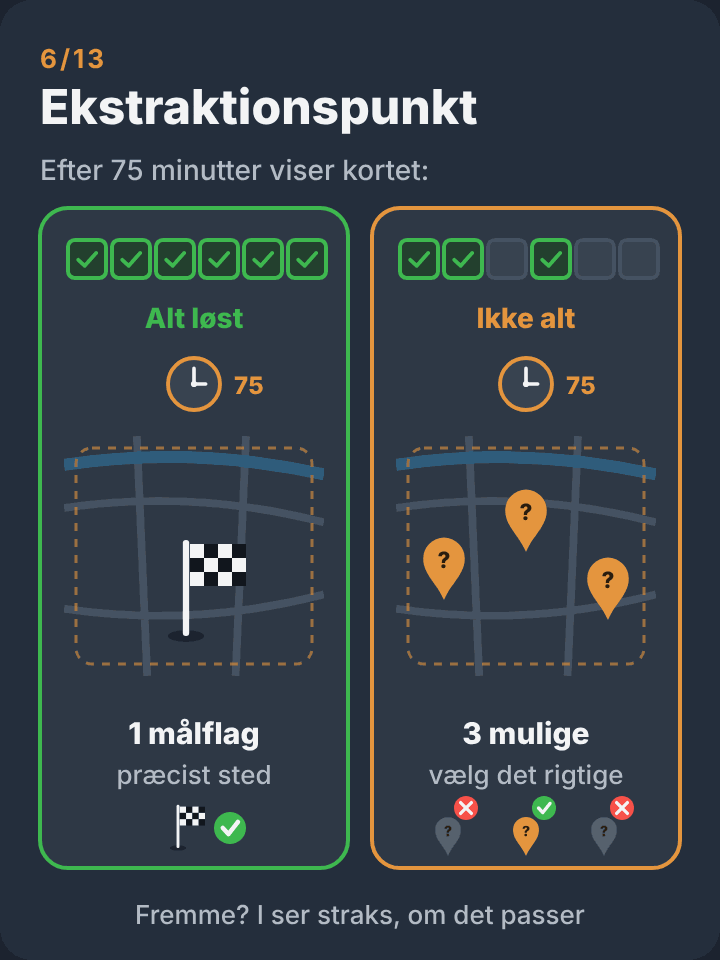 6/13
Ekstraktionspunkt
Efter 75 minutter viser kortet:
Alt løst
75
1 målflag
præcist sted
Ikke alt
75
?
?
?
3 mulige
vælg det rigtige
? ? ?
Fremme? I ser straks, om det passer